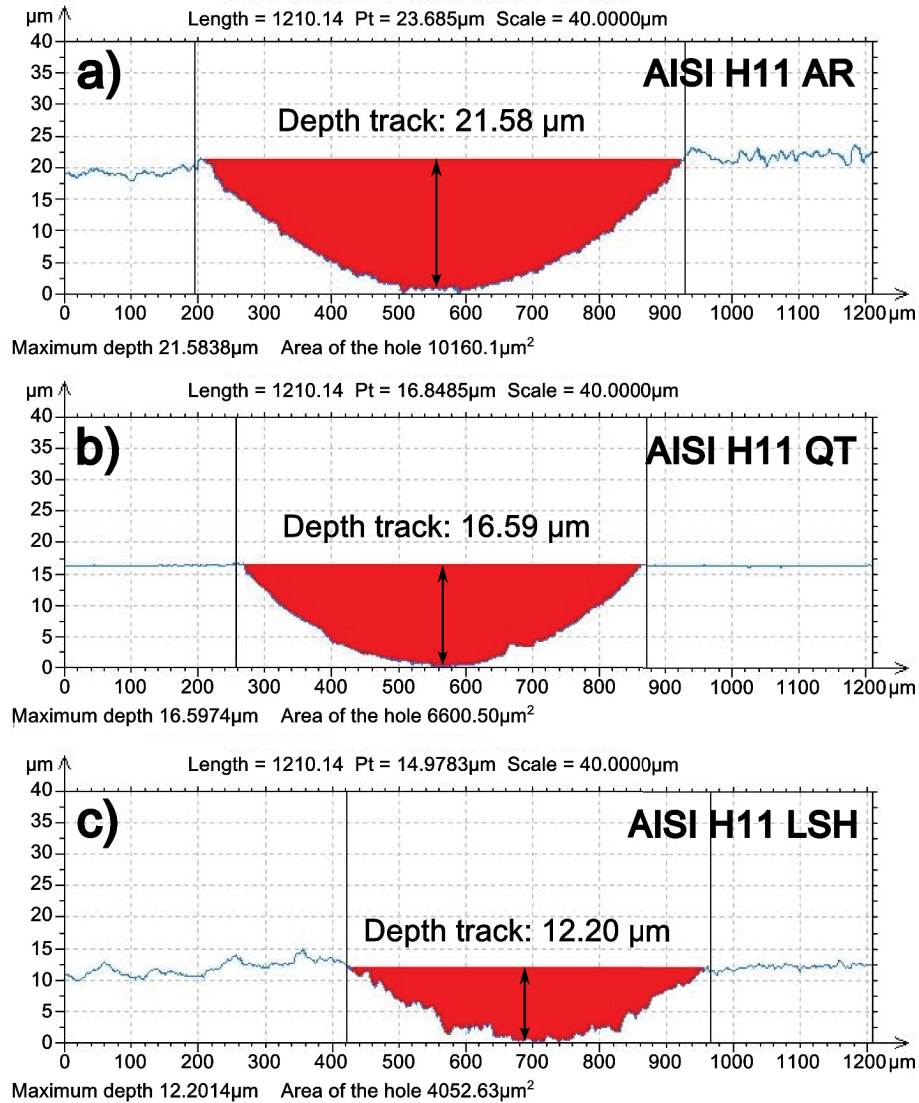 µm Length = 1210.14 Pt = 23.685µm Scale = 40.0000µm
40
a) AISI H11 AR
35
30
Depth track: 21.58 µm
25
20
15
10
5
0
0 100 200 300 400 500 600 700 800 900 1000 1100 1200 µm
Maximum depth 21.5838µm Area of the hole 10160.1µm²
µm Length = 1210.14 Pt = 16.8485µm Scale = 40.0000µm
40
b) AISI H11 QT
35
30
25
Depth track: 16.59 µm
20
15
10
5
0
0 100 200 300 400 500 600 700 800 900 1000 1100 1200 µm
Maximum depth 16.5974µm Area of the hole 6600.50µm²
µm Length = 1210.14 Pt = 14.9783µm Scale = 40.0000µm
40
c) AISI H11 LSH
35
30
25
20
Depth track: 12.20 µm
15
10
5
0
0 100 200 300 400 500 600 700 800 900 1000 1100 1200 µm
Maximum depth 12.2014µm Area of the hole 4052.63µm²